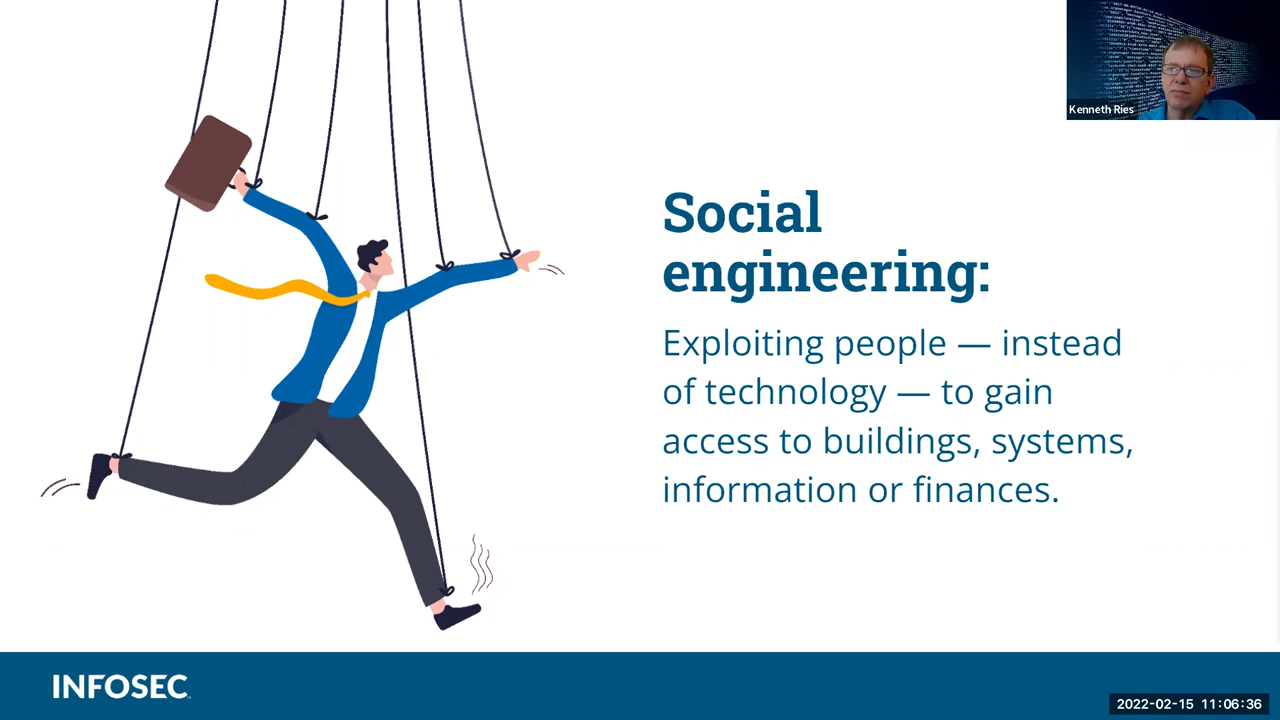 Kenneth Ries
Social
engineering:
Exploiting people — instead
of technology — to gain
access to buildings, systems,
information or finances.
INFOSEC
2022-02-15 11:06:36